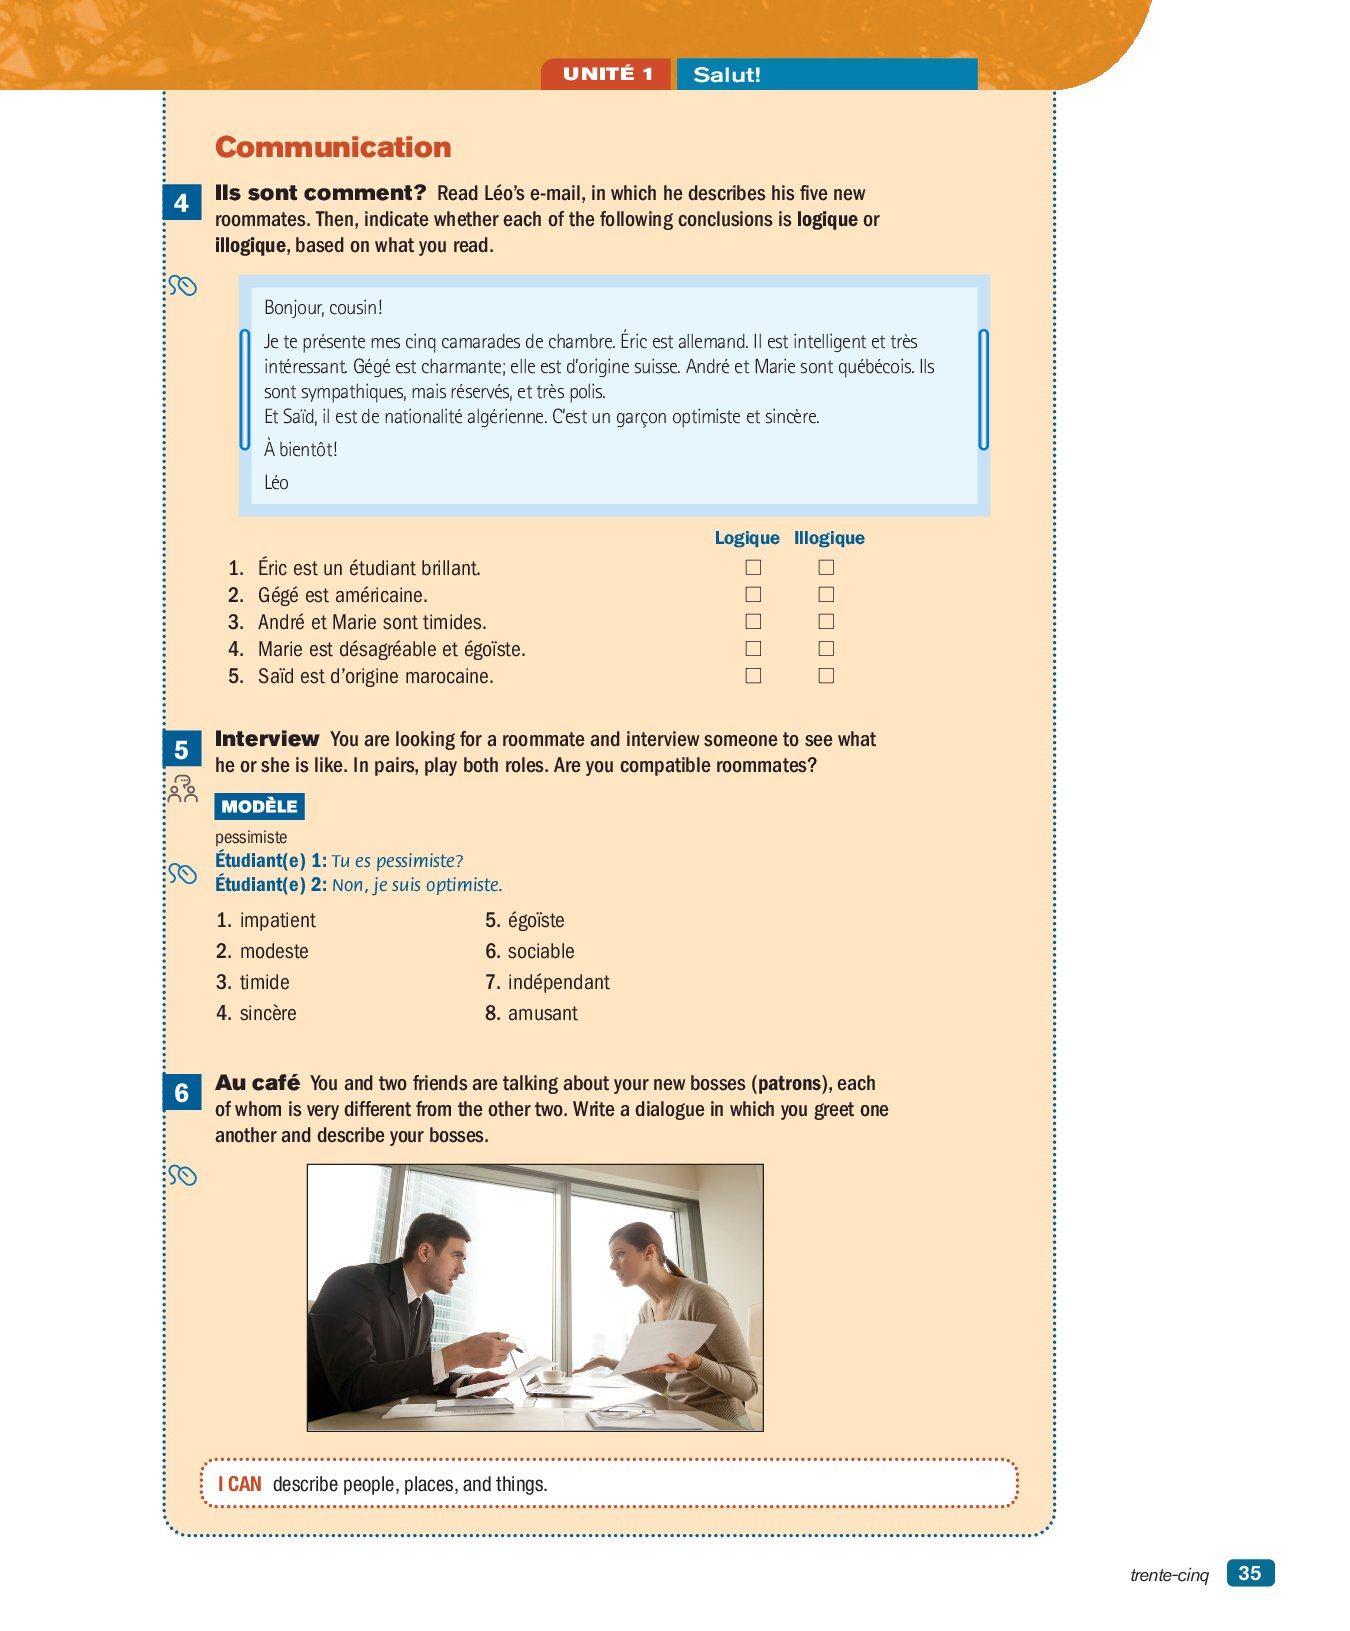 UNITÉ 1 Salut!
Communication
4 Ils sont comment? Read Léo's e-mail, in which he describes his five new
roommates. Then, indicate whether each of the following conclusions is logique or
illogique, based on what you read.
Bonjour, cousin!
Je te présente mes cinq camarades de chambre. Éric est allemand. Il est intelligent et très
intéressant. Gégé est charmante; elle est d'origine suisse. André et Marie sont québécois. Ils
sont sympathiques, mais réservés, et très polis.
Et Saïd, il est de nationalité algérienne. C'est un garçon optimiste et sincère.
À bientôt!
Léo
Logique Illogique
1. Éric est un étudiant brillant.
2. Gégé est américaine.
3. André et Marie sont timides.
4. Marie est désagréable et égoïste.
5. Saïd est d'origine marocaine.
5 Interview You are looking for a roommate and interview someone to see what
he or she is like. In pairs, play both roles. Are you compatible roommates?
MODÈLE
pessimiste
Étudiant(e) 1: Tu es pessimiste?
Étudiant(e) 2: Non, je suis optimiste.
1. impatient
2. modeste
3. timide
4. sincère
5. égoïste
6. sociable
7. indépendant
8. amusant
6 Au café You and two friends are talking about your new bosses (patrons), each
of whom is very different from the other two. Write a dialogue in which you greet one
another and describe your bosses.
I CAN describe people, places, and things.
trente-cinq 35